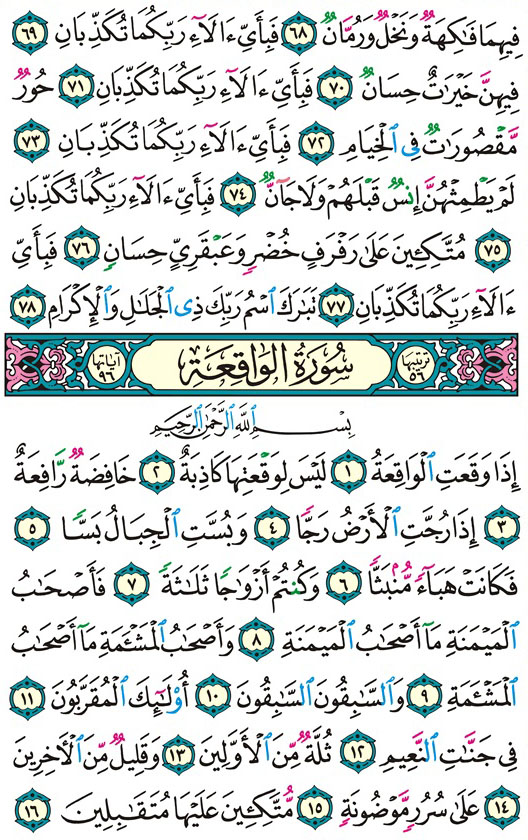 فِيهِمَا فَٰكِهَةٌ وَنَخْلٌ وَرُمَّانٌ ٦٨ فَبِأَيِّ ءَالَآءِ رَبِّكُمَا تُكَذِّبَانِ ٦٩
فِيهِنَّ خَيْرَٰتٌ حِسَانٌ ٧٠ فَبِأَيِّ ءَالَآءِ رَبِّكُمَا تُكَذِّبَانِ ٧١ حُورٌ
مَّقْصُورَٰتٌ فِي ٱلْخِيَامِ ٧٢ فَبِأَيِّ ءَالَآءِ رَبِّكُمَا تُكَذِّبَانِ ٧٣
لَمْ يَطْمِثْهُنَّ إِنسٌ قَبْلَهُمْ وَلَا جَآنٌّ ٧٤ فَبِأَيِّ ءَالَآءِ رَبِّكُمَا تُكَذِّبَانِ
٧٥ مُتَّكِـِٔينَ عَلَىٰ رَفْرَفٍ خُضْرٍ وَعَبْقَرِيٍّ حِسَانٍ ٧٦ فَبِأَيِّ
ءَالَآءِ رَبِّكُمَا تُكَذِّبَانِ ٧٧ تَبَٰرَكَ ٱسْمُ رَبِّكَ ذِي ٱلْجَلَٰلِ وَٱلْإِكْرَامِ ٧٨
ترتيبها ٥٦ سُورَةُ الوَاقِعَةِ آياتها ٩٦
بِسْمِ ٱللَّهِ ٱلرَّحْمَٰنِ ٱلرَّحِيمِ
إِذَا وَقَعَتِ ٱلْوَاقِعَةُ ١ لَيْسَ لِوَقْعَتِهَا كَاذِبَةٌ ٢ خَافِضَةٌ رَّافِعَةٌ
٣ إِذَا رُجَّتِ ٱلْأَرْضُ رَجًّا ٤ وَبُسَّتِ ٱلْجِبَالُ بَسًّا ٥
فَكَانَتْ هَبَآءً مُّنۢبَثًّا ٦ وَكُنتُمْ أَزْوَٰجًا ثَلَٰثَةً ٧ فَأَصْحَٰبُ
ٱلْمَيْمَنَةِ مَآ أَصْحَٰبُ ٱلْمَيْمَنَةِ ٨ وَأَصْحَٰبُ ٱلْمَشْـَٔمَةِ مَآ أَصْحَٰبُ
ٱلْمَشْـَٔمَةِ ٩ وَٱلسَّٰبِقُونَ ٱلسَّٰبِقُونَ ١٠ أُو۟لَٰٓئِكَ ٱلْمُقَرَّبُونَ ١١
فِي جَنَّٰتِ ٱلنَّعِيمِ ١٢ ثُلَّةٌ مِّنَ ٱلْأَوَّلِينَ ١٣ وَقَلِيلٌ مِّنَ ٱلْأٓخِرِينَ
١٤ عَلَىٰ سُرُرٍ مَّوْضُونَةٍ ١٥ مُّتَّكِـِٔينَ عَلَيْهَا مُتَقَٰبِلِينَ ١٦